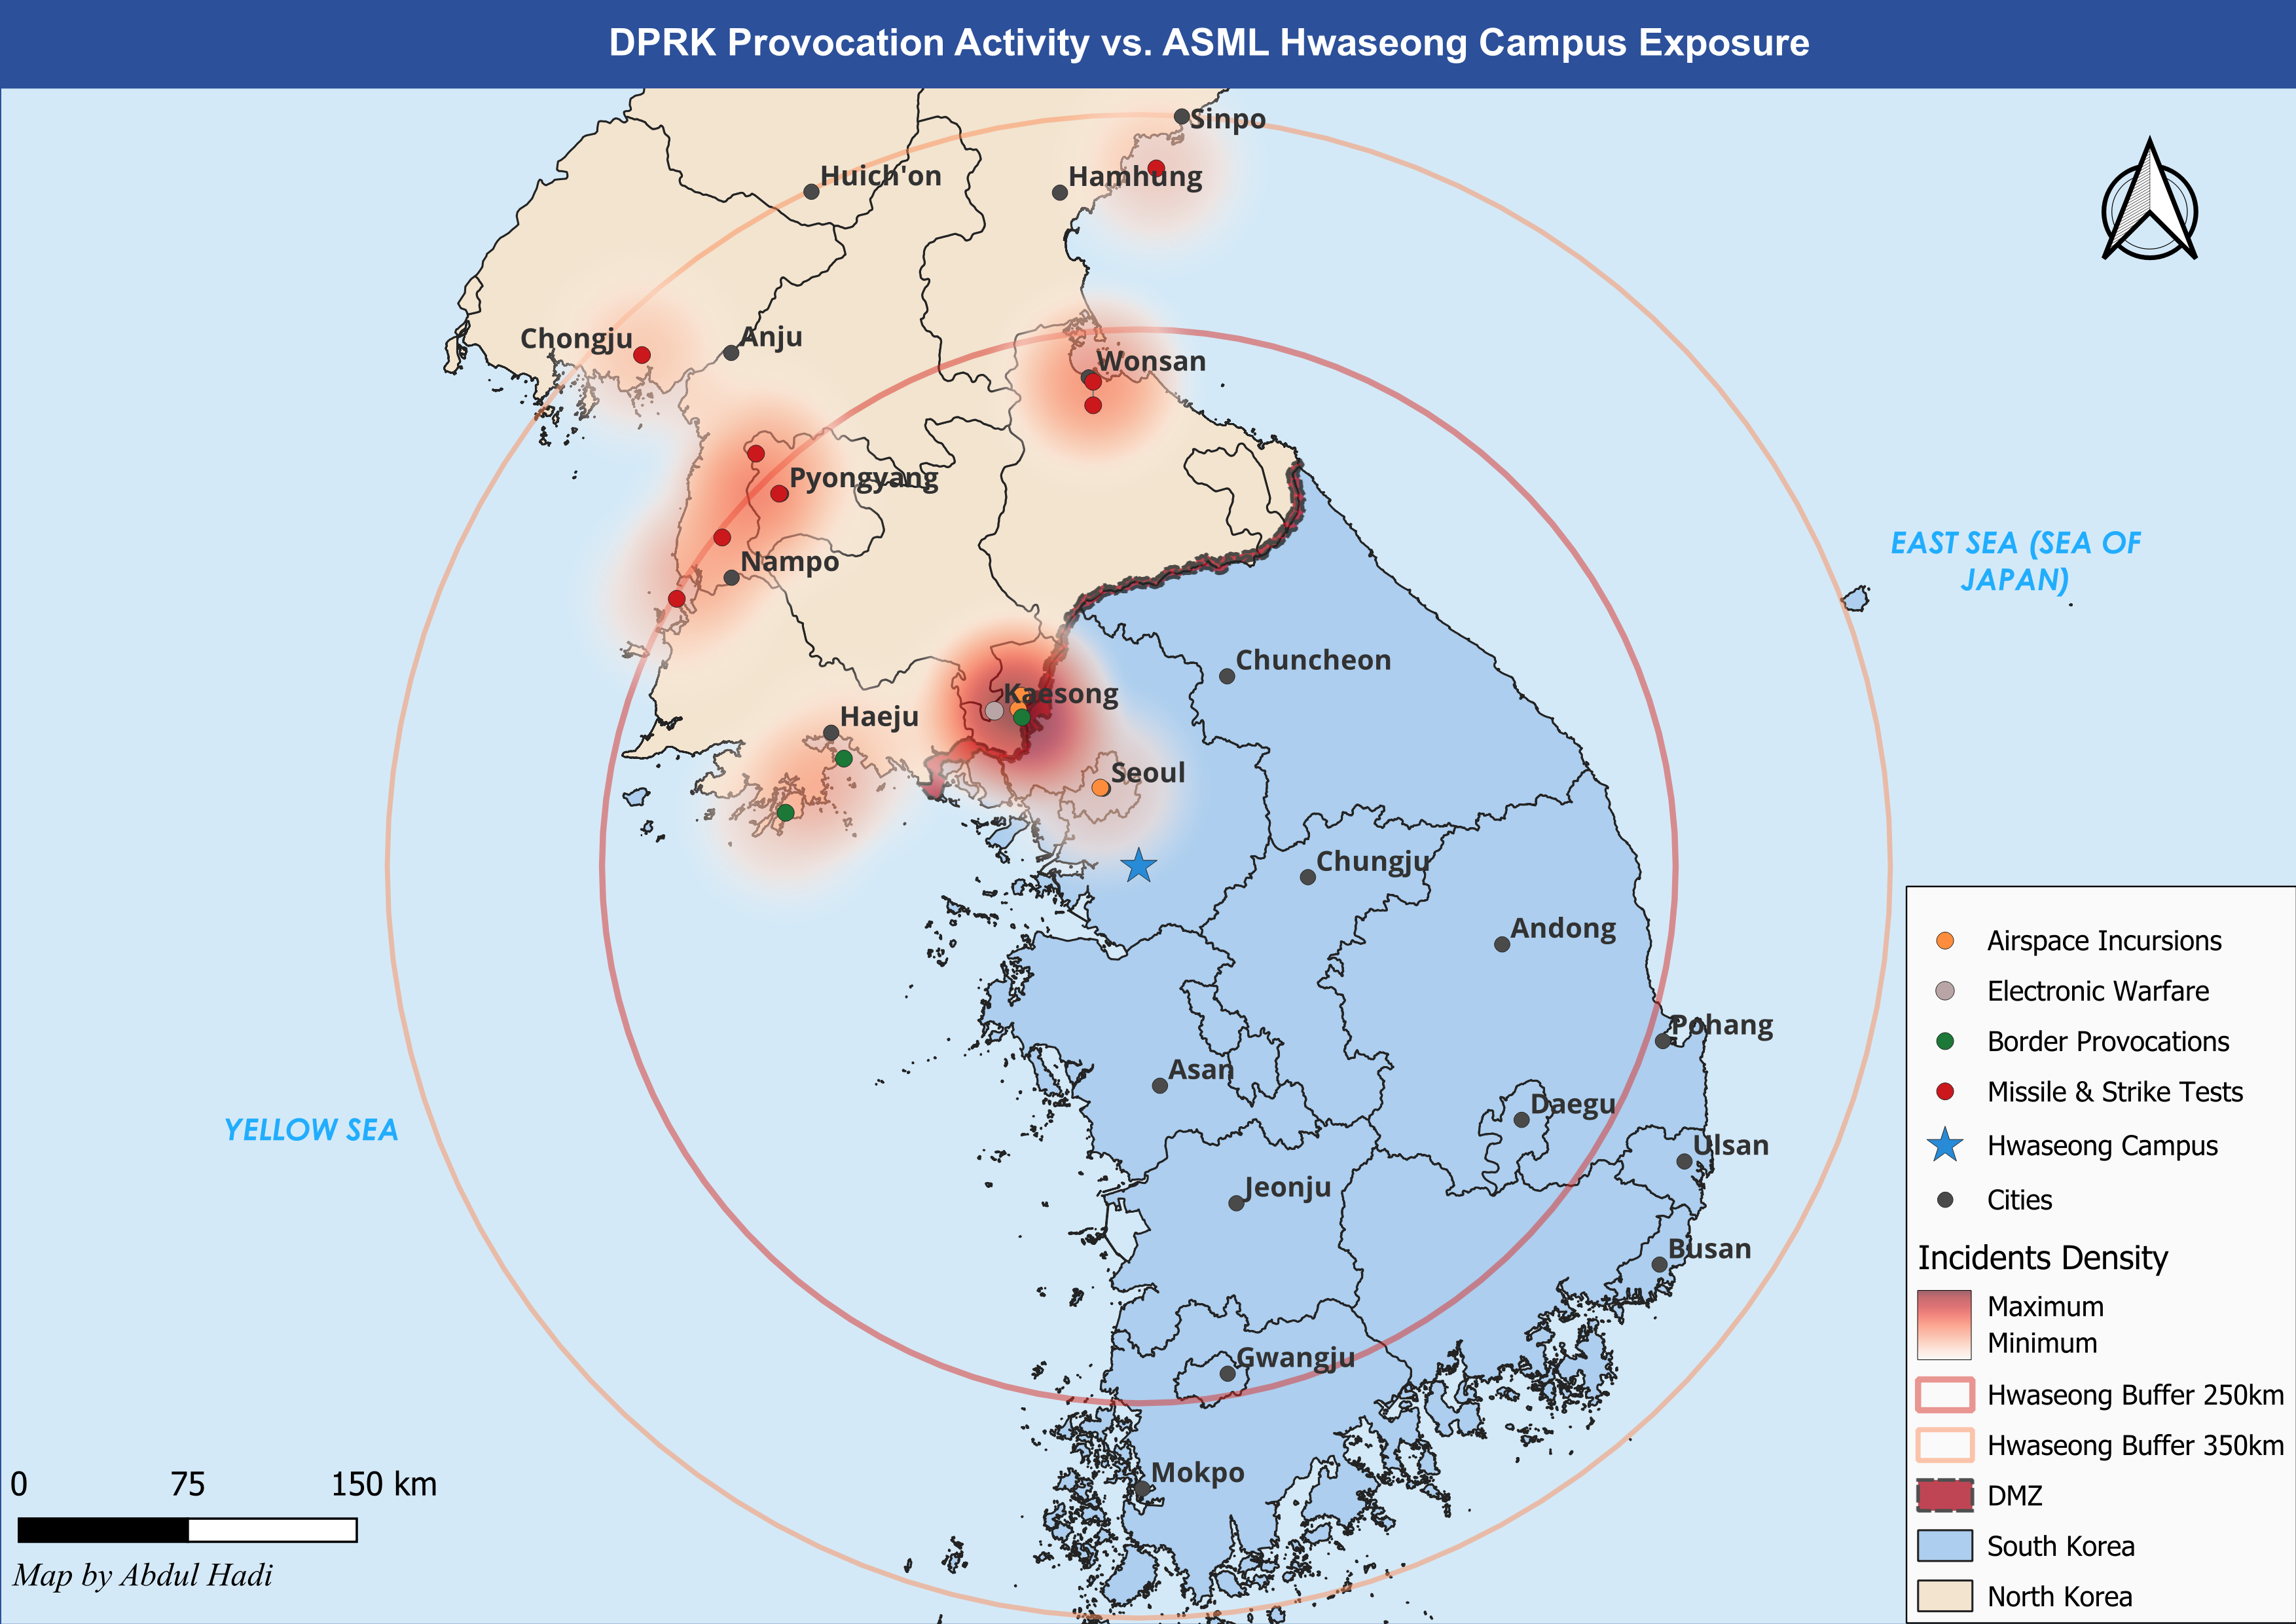 DPRK Provocation Activity vs. ASML Hwaseong Campus Exposure
Sinpo
Huich'on
Hamhung
Chongju
Anju
Wonsan
Pyongyang
EAST SEA (SEA OF
JAPAN)
Nampo
Chuncheon
Kaesong
Haeju
Seoul
Chungju
Andong
Pohang
Asan
Daegu
YELLOW SEA
Ulsan
Jeonju
Busan
Gwangju
Mokpo
Airspace Incursions
Electronic Warfare
Border Provocations
Missile & Strike Tests
Hwaseong Campus
Cities
Incidents Density
Maximum
Minimum
Hwaseong Buffer 250km
Hwaseong Buffer 350km
DMZ
South Korea
North Korea
0 75 150 km
Map by Abdul Hadi